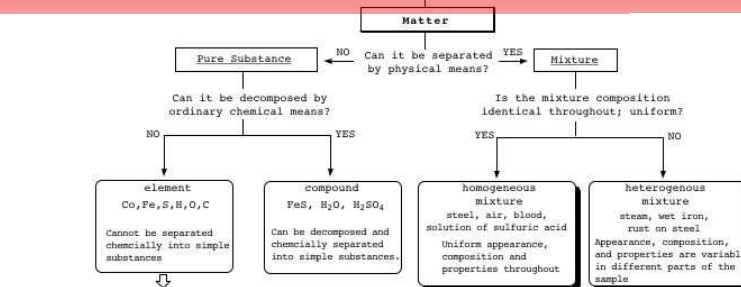 Matter
Pure Substance
NO
Can it be separated
by physical means?
YES
Mixture
Can it be decomposed by
ordinary chemical means?
Is the mixture composition
identical throughout; uniform?
NO
YES
YES
NO
element
Co,Fe,S,H,O,C
Cannot be separated
chemcially into simple
substances
compound
FeS, H₂O, H₂SO₄
Can be decomposed and
chemcially separated
into simple substances.
homogeneous
mixture
steel, air, blood,
solution of sulfuric acid
Uniform appearance,
composition and
properties throughout
heterogenous
mixture
steam, wet iron,
rust on steel
Appearance, composition,
and properties are variabl
in different parts of the
sample